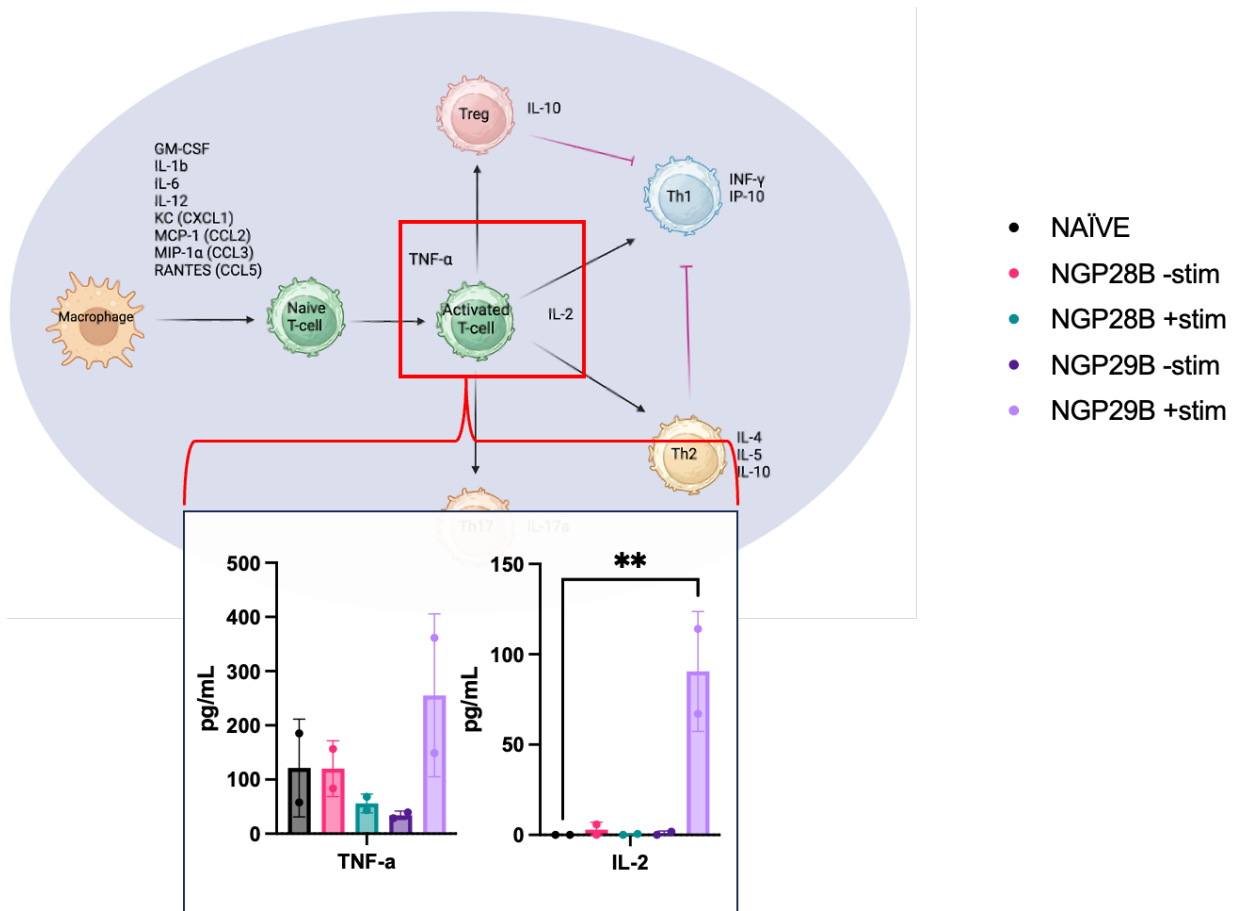 Treg
IL-10
GM-CSF
IL-1b
IL-6
IL-12
KC (CXCL1)
MCP-1 (CCL2)
MIP-1α (CCL3)
RANTES (CCL5)
Th1
INF-γ
IP-10
TNF-α
Macrophage
Naive
T-cell
Activated
T-cell
IL-2
Th2
IL-4
IL-5
IL-10
Th17
IL-17a
NAÏVE
NGP28B -stim
NGP28B +stim
NGP29B -stim
NGP29B +stim
500
400
300
200
100
0
pg/mL
TNF-a
150
100
50
0
pg/mL
**
IL-2